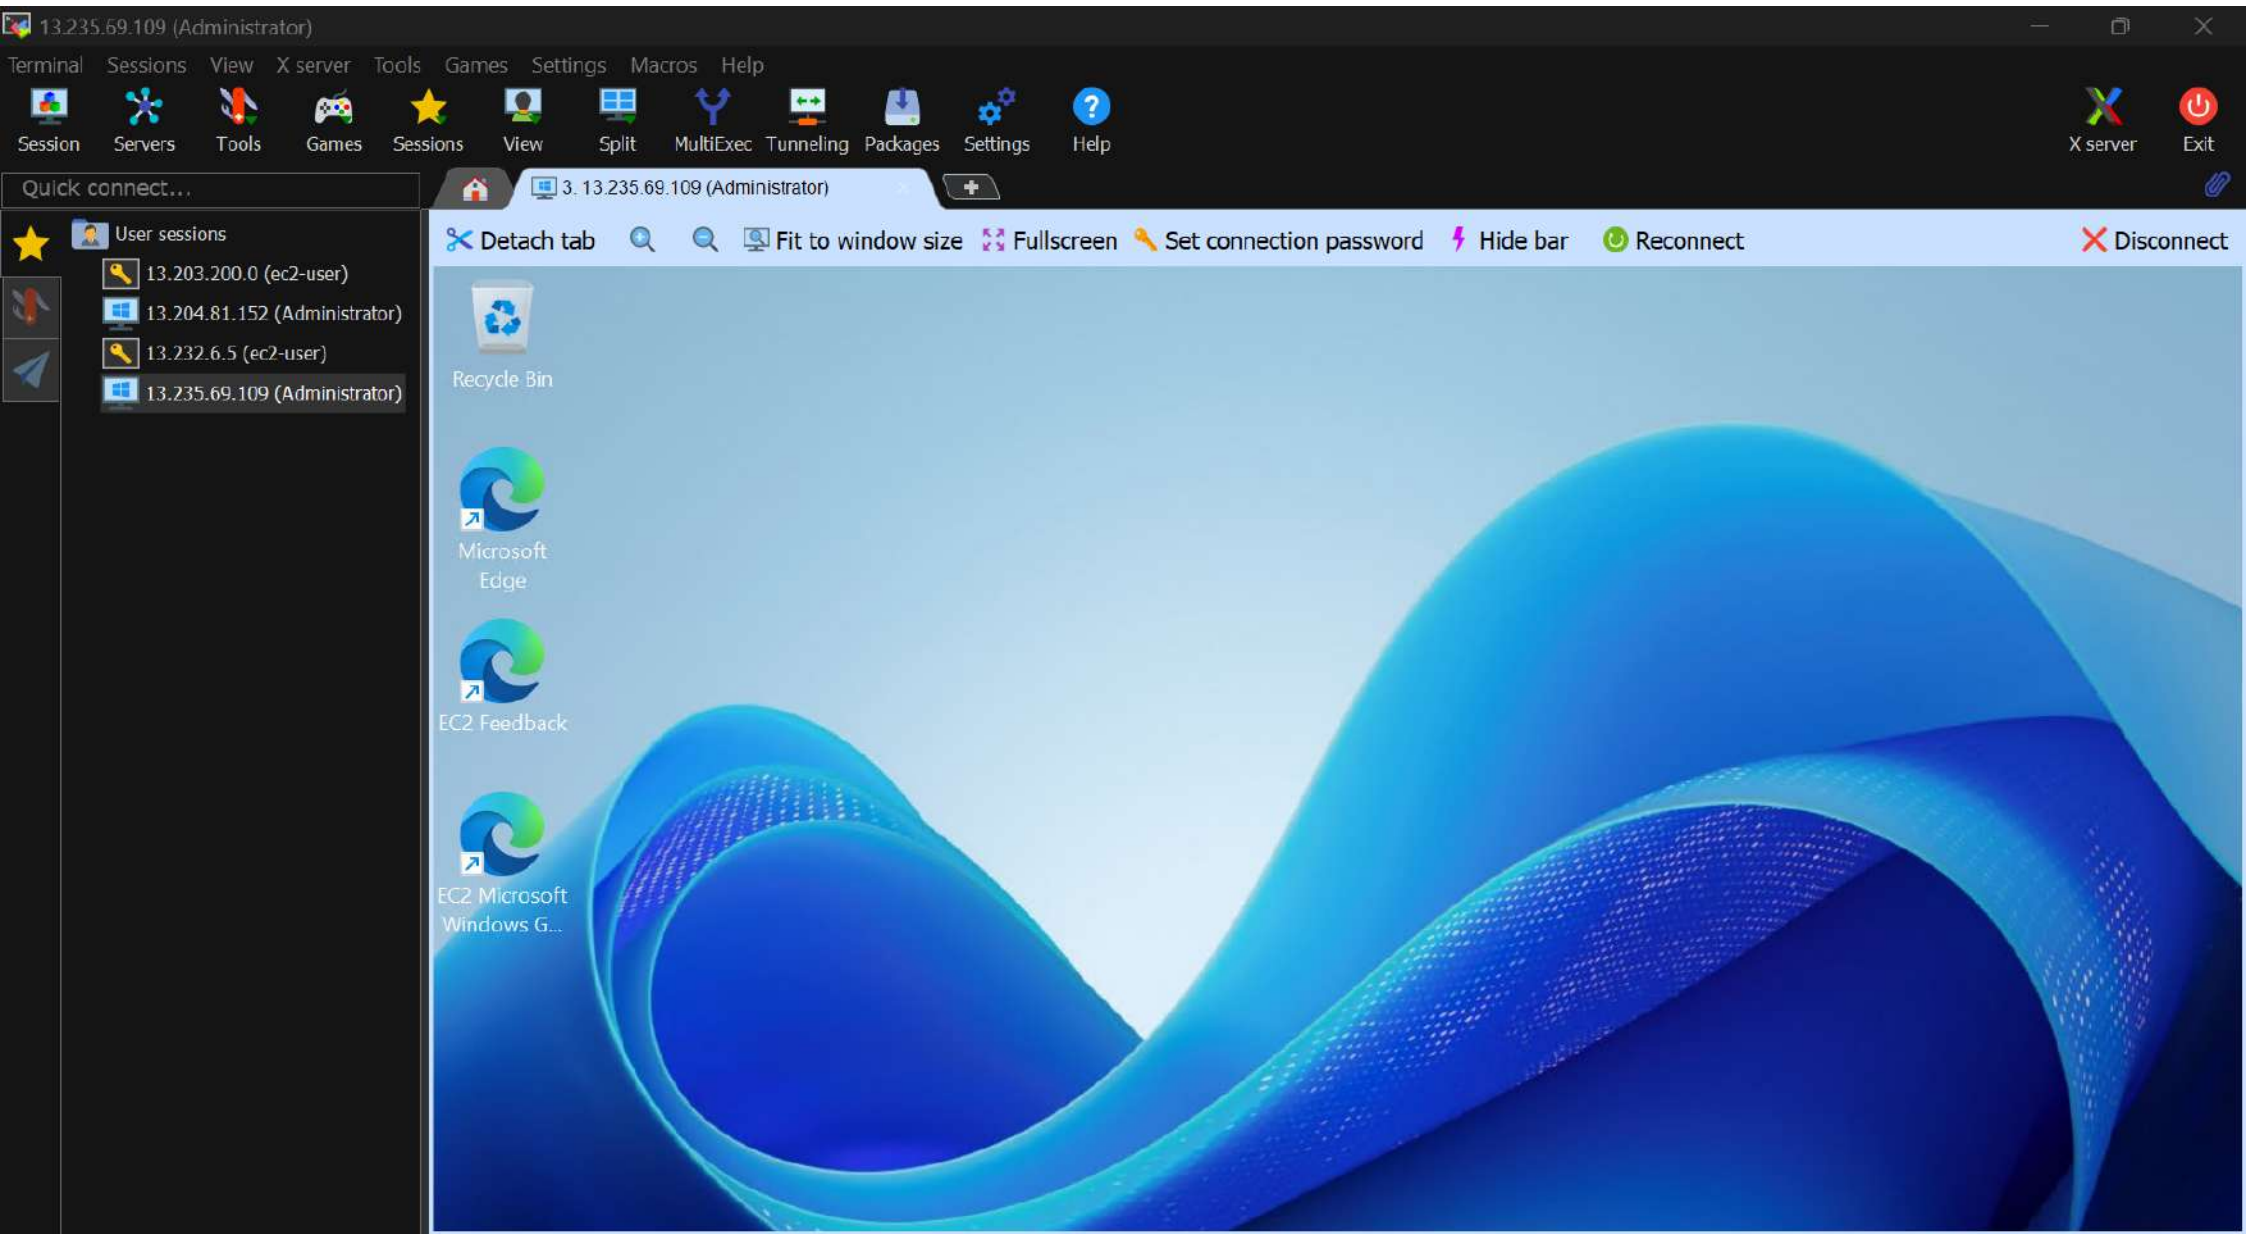 13.235.69.109 (Administrator)
Terminal Sessions View X server Tools Games Settings Macros Help
Session Servers Tools Games Sessions View Split MultiExec Tunneling Packages Settings Help X server Exit
Quick connect... 3. 13.235.69.109 (Administrator)
User sessions
13.203.200.0 (ec2-user)
13.204.81.152 (Administrator)
13.232.6.5 (ec2-user)
13.235.69.109 (Administrator)
Detach tab Fit to window size Fullscreen Set connection password Hide bar Reconnect Disconnect
Recycle Bin
Microsoft
Edge
EC2 Feedback
EC2 Microsoft
Windows G...